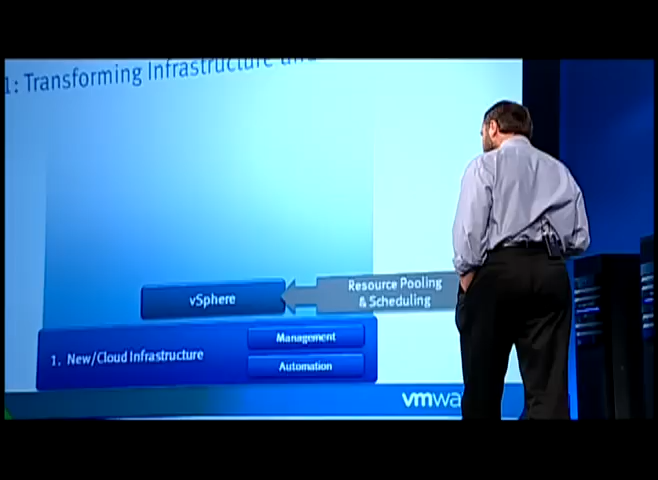 1: Transforming Infrastructure
vSphere
Resource Pooling
& Scheduling
1. New/Cloud Infrastructure
Management
Automation
vmwa